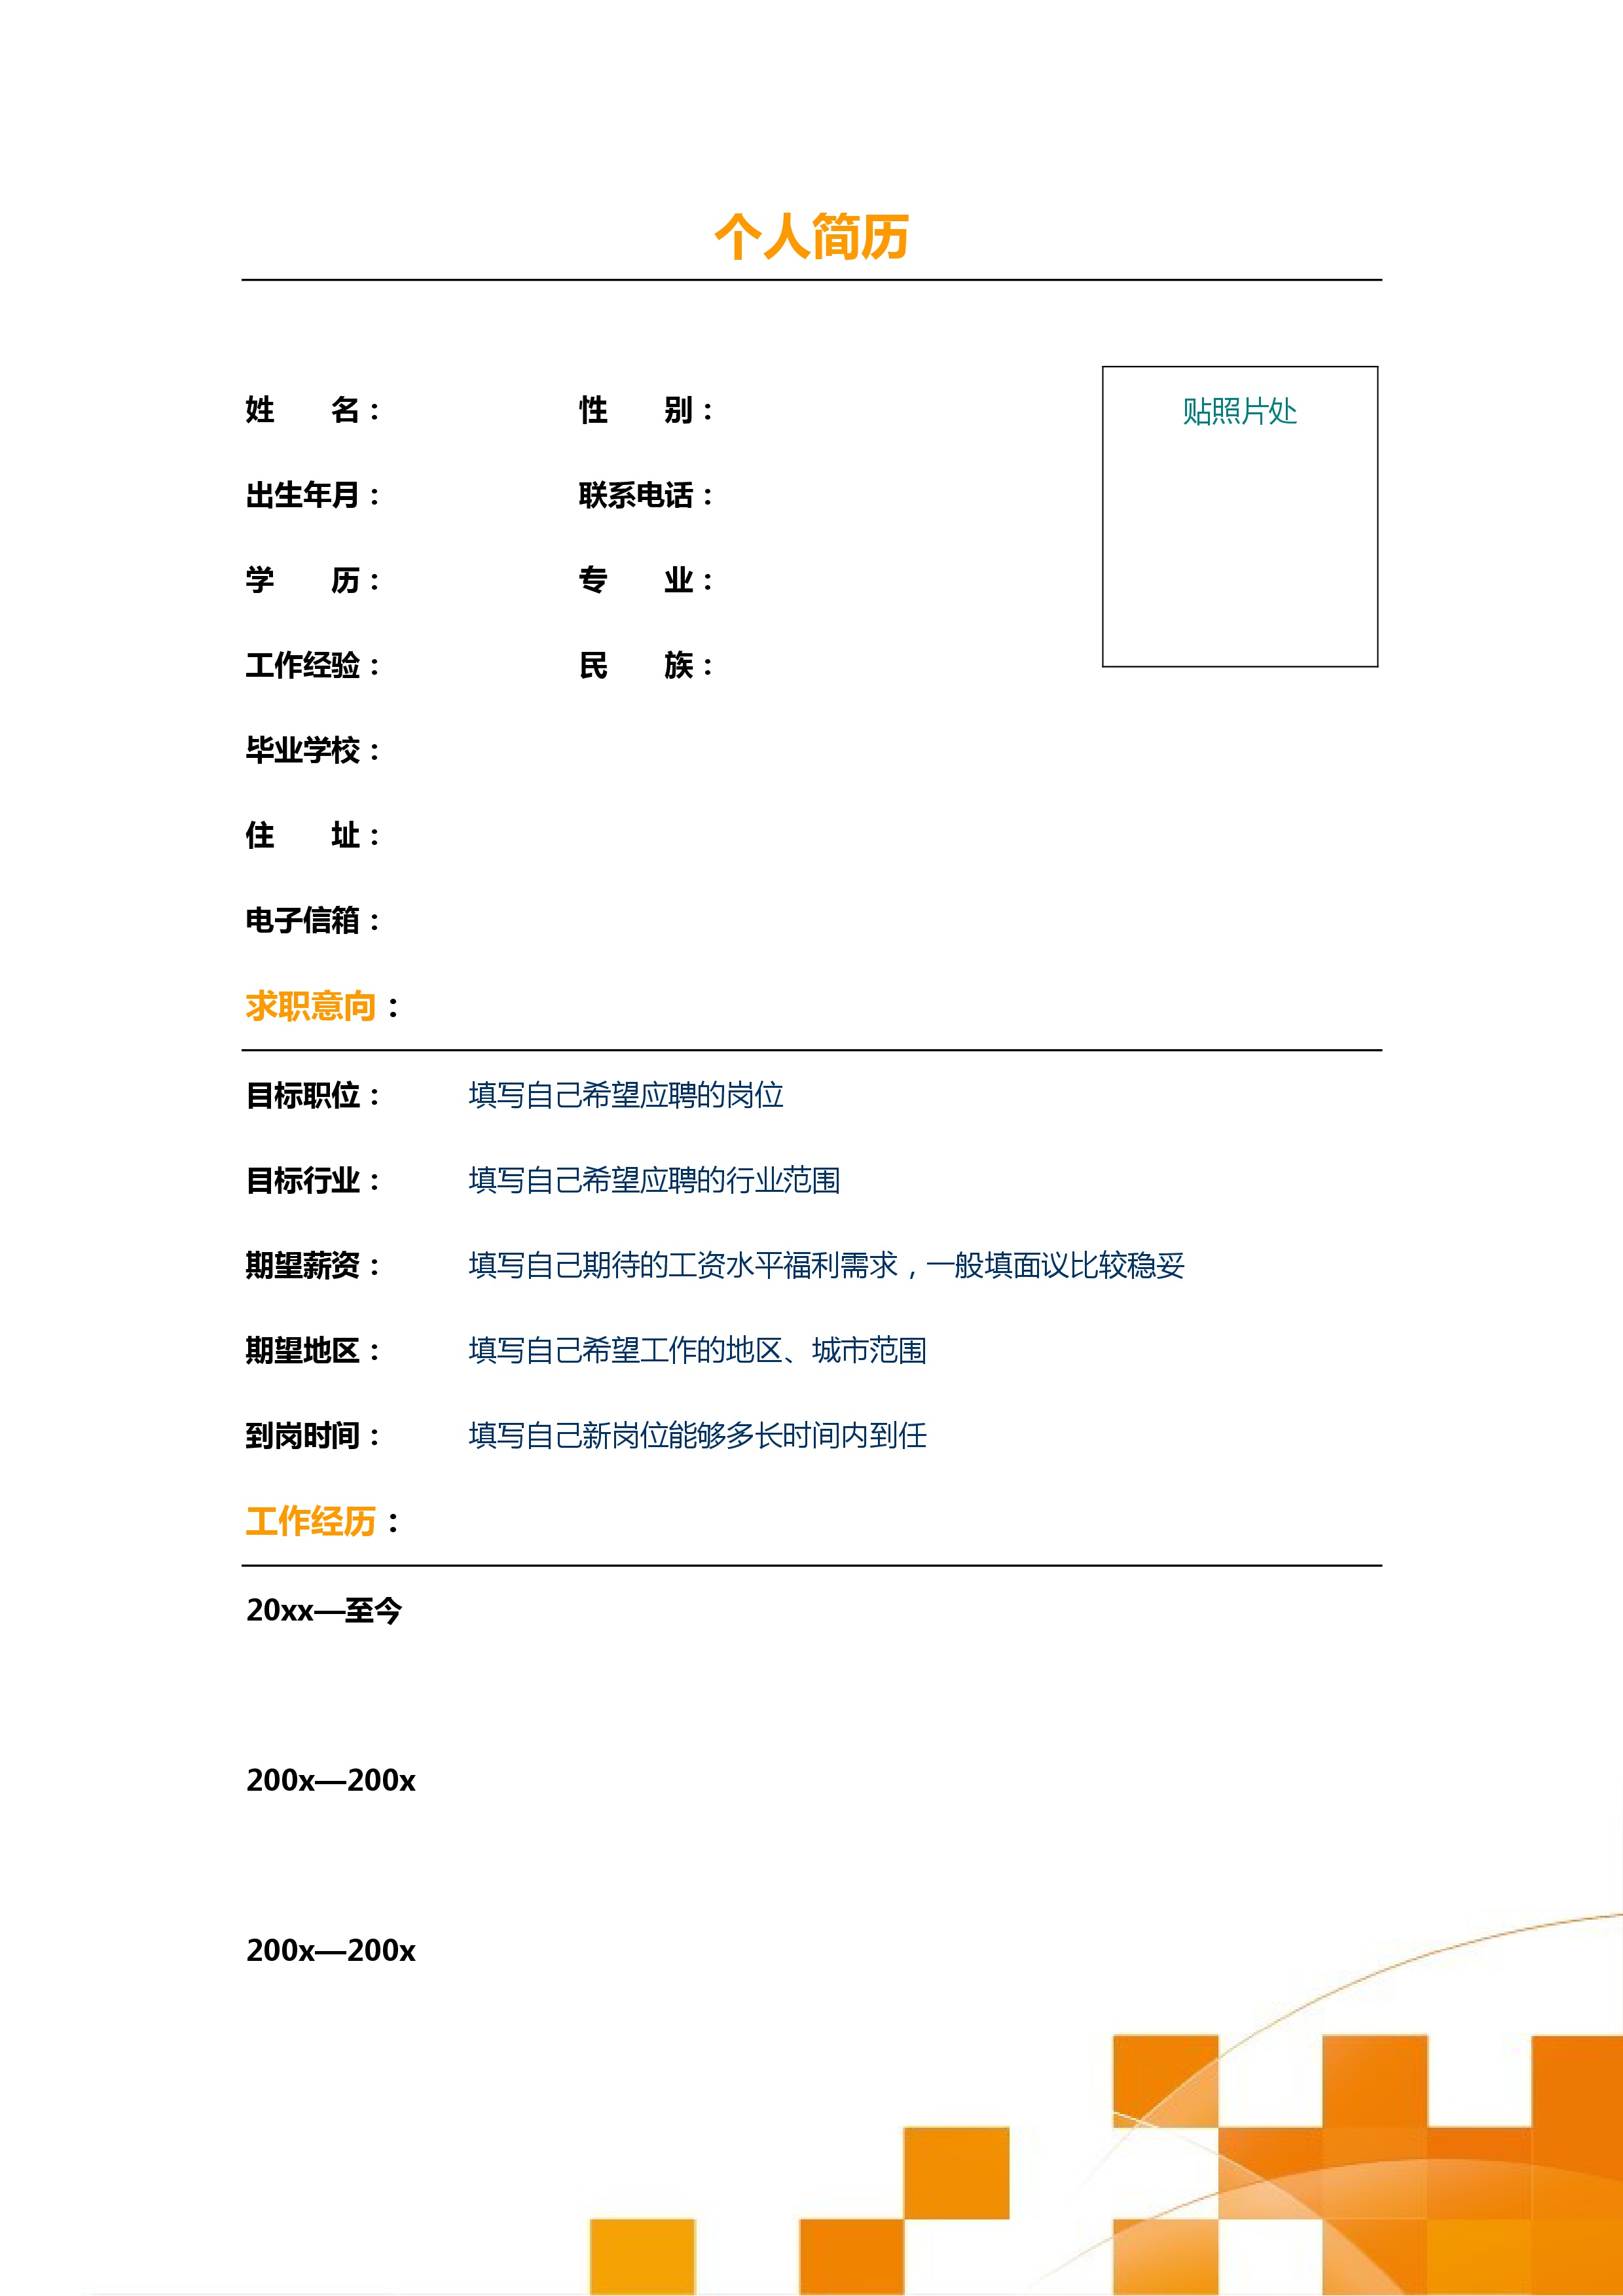 个人简历
姓　　名： 性　　别： 贴照片处
出生年月： 联系电话：
学　　历： 专　　业：
工作经验： 民　　族：
毕业学校：
住　　址：
电子信箱：
求职意向：
目标职位： 填写自己希望应聘的岗位
目标行业： 填写自己希望应聘的行业范围
期望薪资： 填写自己期待的工资水平福利需求，一般填面议比较稳妥
期望地区： 填写自己希望工作的地区、城市范围
到岗时间： 填写自己新岗位能够多长时间内到任
工作经历：
20xx—至今
200x—200x
200x—200x